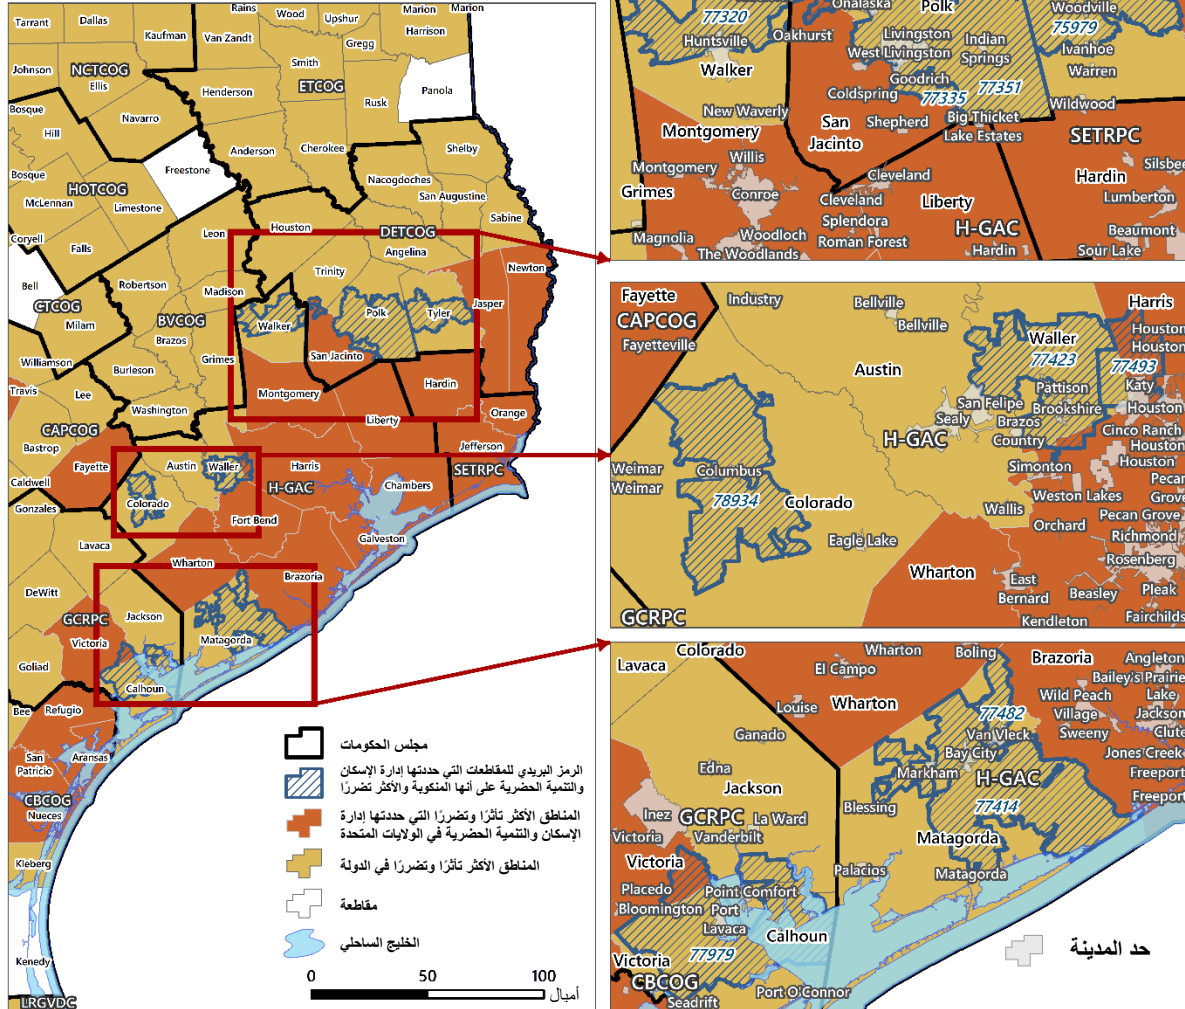 Tarrant
Dallas
Kaufman
Rains
Wood
Upshur
Marion
Marion
Harrison
Van Zandt
Gregg
Johnson
NCTCOG
Ellis
Smith
ETCOG
Henderson
Rusk
Panola
Bosque
Hill
Navarro
Anderson
Cherokee
Shelby
Freestone
Nacogdoches
Bosque
HOTCOG
McLennan
Limestone
San Augustine
Sabine
Coryell
Falls
Leon
Houston
DETCOG
Angelina
Newton
Trinity
Bell
CTCOG
Robertson
Madison
Jasper
Milam
BVCOG
Brazos
Walker
Polk
Tyler
Williamson
Burleson
Grimes
San Jacinto
Travis
Lee
Washington
Montgomery
Hardin
CAPCOG
Liberty
Orange
Bastrop
Jefferson
Fayette
Austin
Waller
Harris
SETRPC
Caldwell
H-GAC
Chambers
Gonzales
Colorado
Fort Bend
Lavaca
Galveston
Wharton
Brazoria
DeWitt
GCRPC
Jackson
Victoria
Matagorda
Goliad
Calhoun
Bee
Refugio
San
Patricio
Aransas
CBCOG
Nueces
Kleberg
Kenedy
LRGVDC
مجلس الحكومات
الرمز البريدي للمقاطعات التي حددتها إدارة الإسكان
والتنمية الحضرية على أنها المنكوبة والأكثر تضررًا
المناطق الأكثر تأثرًا وتضررًا التي حددتها إدارة
الإسكان والتنمية الحضرية في الولايات المتحدة
المناطق الأكثر تأثرًا وتضررًا في الدولة
مقاطعة
الخليج الساحلي
0 50 100
أميال
Onalaska
Polk
Woodville
77320
75979
Huntsville
Oakhurst
Livingston
West Livingston
Indian
Springs
Ivanhoe
Walker
Goodrich
Warren
Coldspring
77335
77351
Wildwood
New Waverly
San
Jacinto
Shepherd
Big Thicket
Lake Estates
SETRPC
Montgomery
Willis
Montgomery
Cleveland
Silsbee
Hardin
Grimes
Conroe
Cleveland
Liberty
Lumberton
Splendora
Magnolia
Woodloch
Roman Forest
H-GAC
Beaumont
The Woodlands
Hardin
Sour Lake
Fayette
Industry
Bellville
Harris
CAPCOG
Bellville
Waller
Houston
Fayetteville
77423
Houston
Austin
77493
Pattison
Katy
San Felipe
Brookshire
Houston
Sealy
Brazos
Country
Cinco Ranch
H-GAC
Houston
Weimar
Columbus
Simonton
Houston
Weimar
Pecan
Grove
78934
Colorado
Weston Lakes
Wallis
Pecan Grove
Orchard
Richmond
Eagle Lake
Rosenberg
Wharton
East
Bernard
Beasley
Pleak
GCRPC
Kendleton
Fairchilds
Colorado
Wharton
Boling
Lavaca
El Campo
Brazoria
Angleton
Bailey's Prairie
Wharton
Wild Peach
Village
Lake
Jackson
Louise
77482
Sweeny
Clute
Ganado
Van Vleck
Bay City
Jones Creek
Edna
Markham
H-GAC
Freeport
Jackson
Blessing
77414
Freeport
Inez
GCRPC
La Ward
Victoria
Vanderbilt
Matagorda
Victoria
Palacios
Matagorda
Placedo
Point Comfort
Bloomington
Port
Lavaca
Calhoun
Victoria
77979
CBCOG
Port O'Connor
Seadrift
حد المدينة